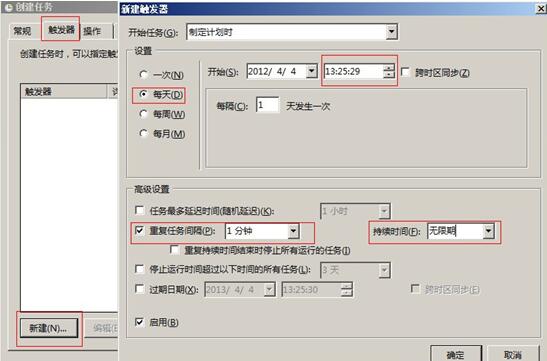 创建任务
常规 触发器 操作
创建任务时，可以指定触
触发器
新建(N)... 编辑(E
新建触发器
开始任务(G): 制定计划时
设置
一次(N)
每天(D)
每周(W)
每月(M)
开始(S): 2012/ 4/ 4 13:25:29 跨时区同步(Z)
每隔(C): 1 天发生一次
高级设置
任务最多延迟时间(随机延迟)(K): 1 小时
重复任务间隔(P): 1 分钟 持续时间(F): 无限期
重复持续时间结束时停止所有运行的任务(I)
停止运行时间超过以下时间的所有任务(L): 3 天
过期日期(X): 2013/ 4/ 4 13:25:30 跨时区同步(E)
启用(B)
确定 取消